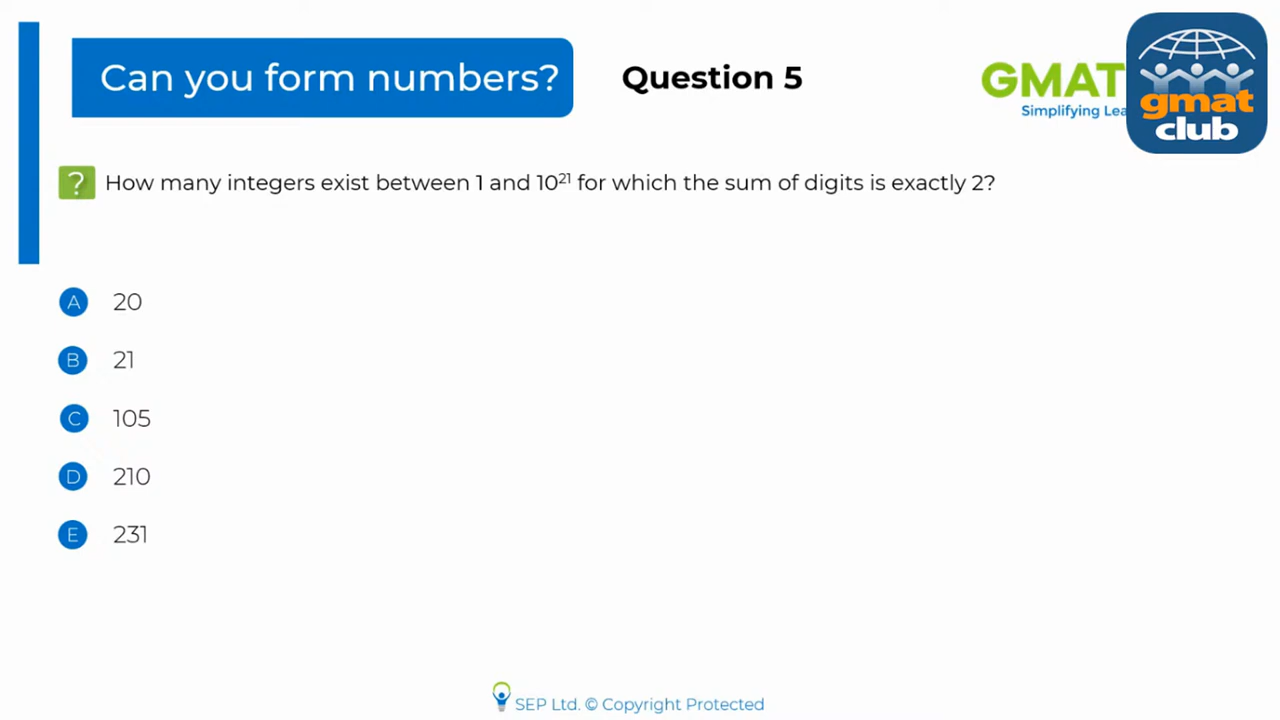 Can you form numbers?
Question 5
GMAT
Simplifying Lea
gmat
club
? How many integers exist between 1 and 10²¹ for which the sum of digits is exactly 2?
A 20
B 21
C 105
D 210
E 231
SEP Ltd. © Copyright Protected